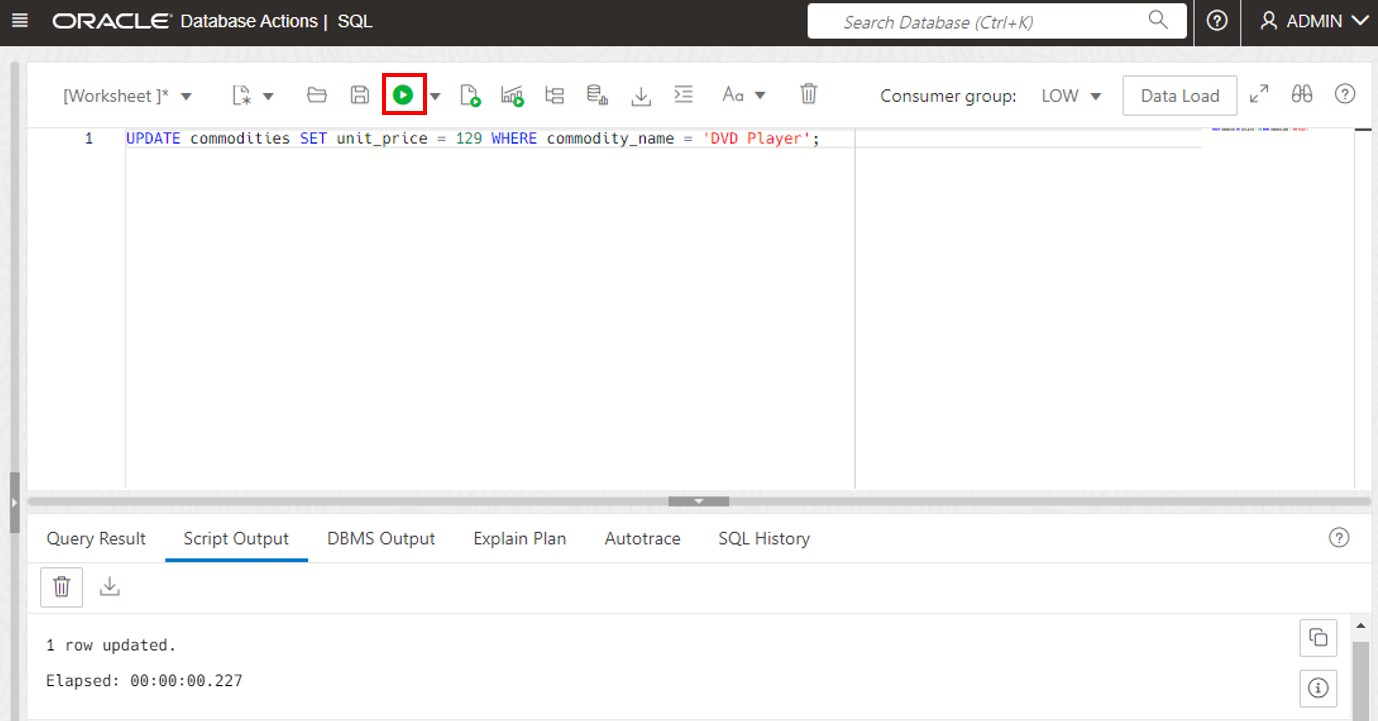 ORACLE Database Actions | SQL Search Database (Ctrl+K) ADMIN
[Worksheet ]* Aa Consumer group: LOW Data Load
1 UPDATE commodities SET unit_price = 129 WHERE commodity_name = 'DVD Player';
Query Result Script Output DBMS Output Explain Plan Autotrace SQL History
1 row updated.
Elapsed: 00:00:00.227